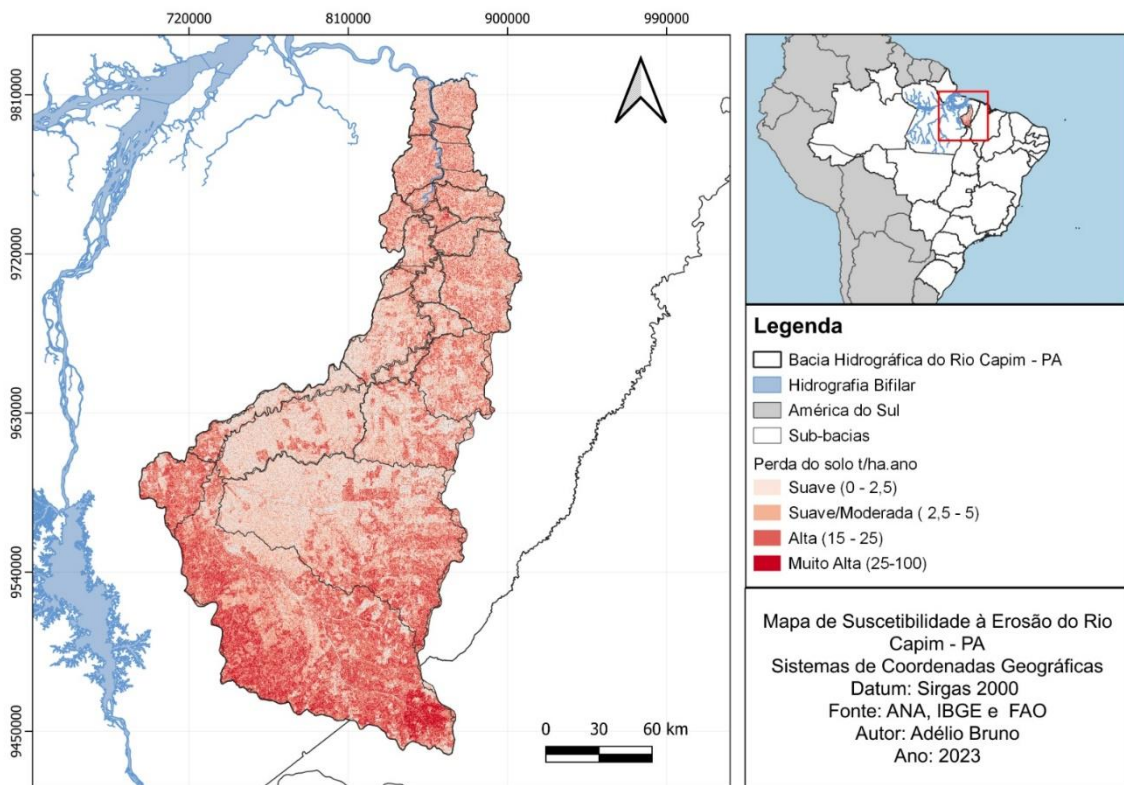 720000
810000
900000
990000
9810000
9720000
9630000
9540000
9450000
0 30 60 km
Legenda
Bacia Hidrográfica do Rio Capim - PA
Hidrografia Bifilar
América do Sul
Sub-bacias
Perda do solo t/ha.ano
Suave (0 - 2,5)
Suave/Moderada ( 2,5 - 5)
Alta (15 - 25)
Muito Alta (25-100)
Mapa de Suscetibilidade à Erosão do Rio
Capim - PA
Sistemas de Coordenadas Geográficas
Datum: Sirgas 2000
Fonte: ANA, IBGE e FAO
Autor: Adélio Bruno
Ano: 2023